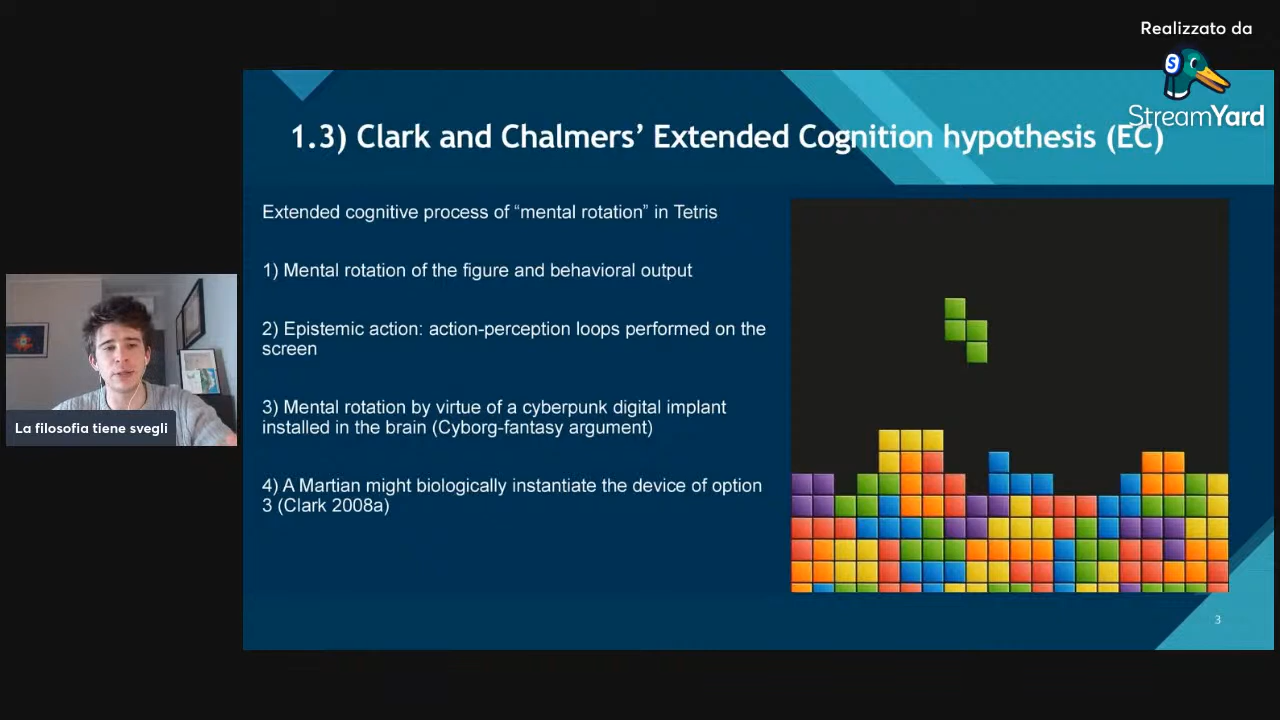 Realizzato da
StreamYard
1.3) Clark and Chalmers’ Extended Cognition hypothesis (EC)
Extended cognitive process of “mental rotation” in Tetris
1) Mental rotation of the figure and behavioral output
2) Epistemic action: action-perception loops performed on the
screen
3) Mental rotation by virtue of a cyberpunk digital implant
installed in the brain (Cyborg-fantasy argument)
4) A Martian might biologically instantiate the device of option
3 (Clark 2008a)
La filosofia tiene svegli
3